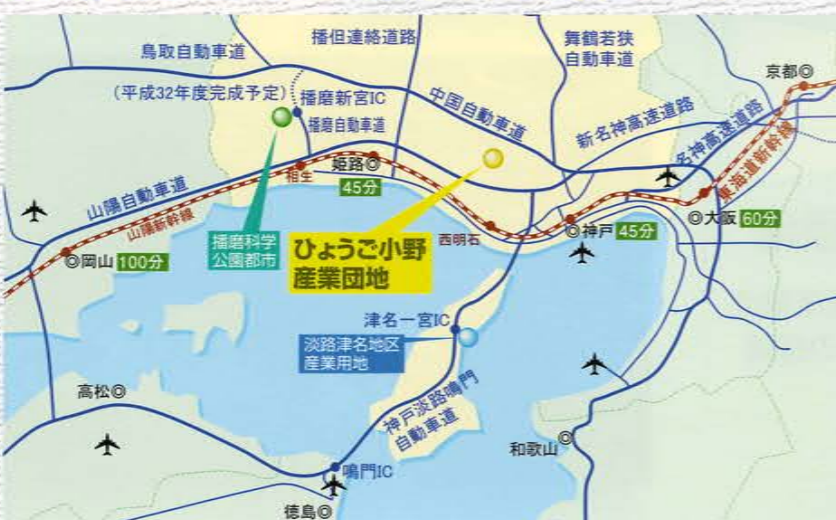 鳥取自動車道
播但連絡道路
舞鶴若狭
自動車道
京都
(平成32年度完成予定)
播磨新宮IC
播磨自動車道
中国自動車道
新名神高速道路
名神高速道路
東海道新幹線
山陽自動車道
山陽新幹線
相生
姫路
45分
西明石
神戸 45分
大阪 60分
岡山 100分
播磨科学
公園都市
ひょうご小野
産業団地
津名一宮IC
淡路津名地区
産業用地
神戸淡路鳴門
自動車道
高松
和歌山
鳴門IC
徳島